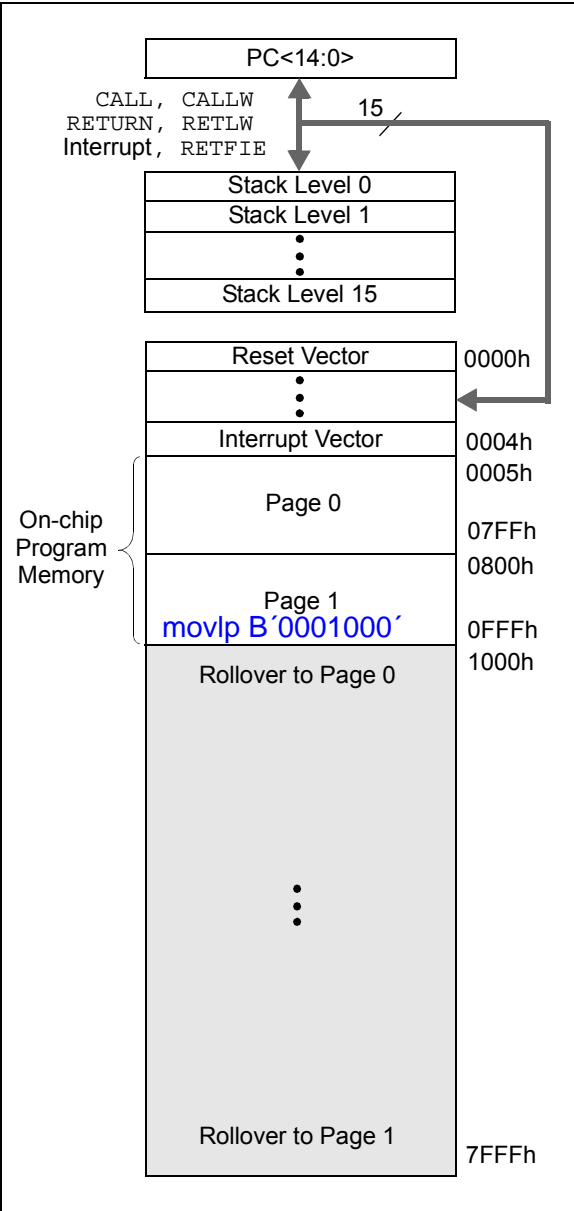 PC<14:0>
CALL, CALLW
RETURN, RETLW
Interrupt, RETFIE
15
Stack Level 0
Stack Level 1
Stack Level 15
Reset Vector
0000h
Interrupt Vector
0004h
0005h
Page 0
On-chip
Program
Memory
07FFh
0800h
Page 1
movlp B´0001000´
0FFFh
1000h
Rollover to Page 0
Rollover to Page 1
7FFFh